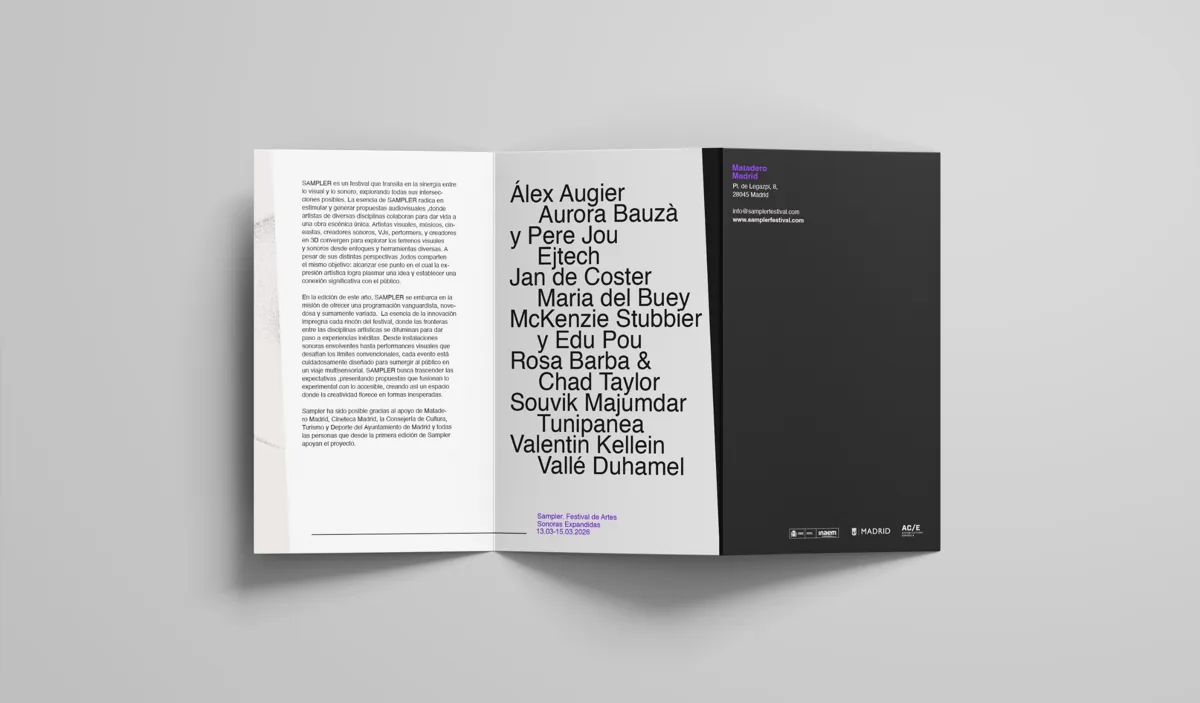 SAMPLER es un festival que transita en la sinergia entre
lo visual y lo sonoro, explorando todas sus intersec-
ciones posibles. La esencia de SAMPLER radica en
estimular y generar propuestas audiovisuales ,donde
artistas de diversas disciplinas colaboran para dar vida a
una obra escénica única. Artistas visuales, músicos, cin-
eastas, creadores sonoros, VJs, performers, y creadores
en 3D convergen para explorar los terrenos visuales
y sonoros desde enfoques y herramientas diversas. A
pesar de sus distintas perspectivas ,todos comparten
el mismo objetivo: alcanzar ese punto en el cual la ex-
presión artística logra plasmar una idea y establecer una
conexión significativa con el público.
En la edición de este año, SAMPLER se embarca en la
misión de ofrecer una programación vanguardista, nove-
dosa y sumamente variada. La esencia de la innovación
impregna cada rincón del festival, donde las fronteras
entre las disciplinas artísticas se difuminan para dar
paso a experiencias inéditas. Desde instalaciones
sonoras envolventes hasta performances visuales que
desafían los límites convencionales, cada evento está
cuidadosamente diseñado para sumergir al público en
un viaje multisensorial. SAMPLER busca trascender las
expectativas ,presentando propuestas que fusionan lo
experimental con lo accesible, creando así un espacio
donde la creatividad florece en formas inesperadas.
Sampler ha sido posible gracias al apoyo de Matade-
ro Madrid, Cineteca Madrid, la Consejería de Cultura,
Turismo y Deporte del Ayuntamiento de Madrid y todas
las personas que desde la primera edición de Sampler
apoyan el proyecto.
Álex Augier
Aurora Bauzà
y Pere Jou
Ejtech
Jan de Coster
Maria del Buey
McKenzie Stubbier
y Edu Pou
Rosa Barba &
Chad Taylor
Souvik Majumdar
Tunipanea
Valentin Kellein
Vallé Duhamel
Sampler. Festival de Artes
Sonoras Expandidas
13.03-15.03.2026
Matadero
Madrid
Pl. de Legazpi, 8,
28045 Madrid
info@samplerfestival.com
www.samplerfestival.com
inaem
MADRID
AC/E